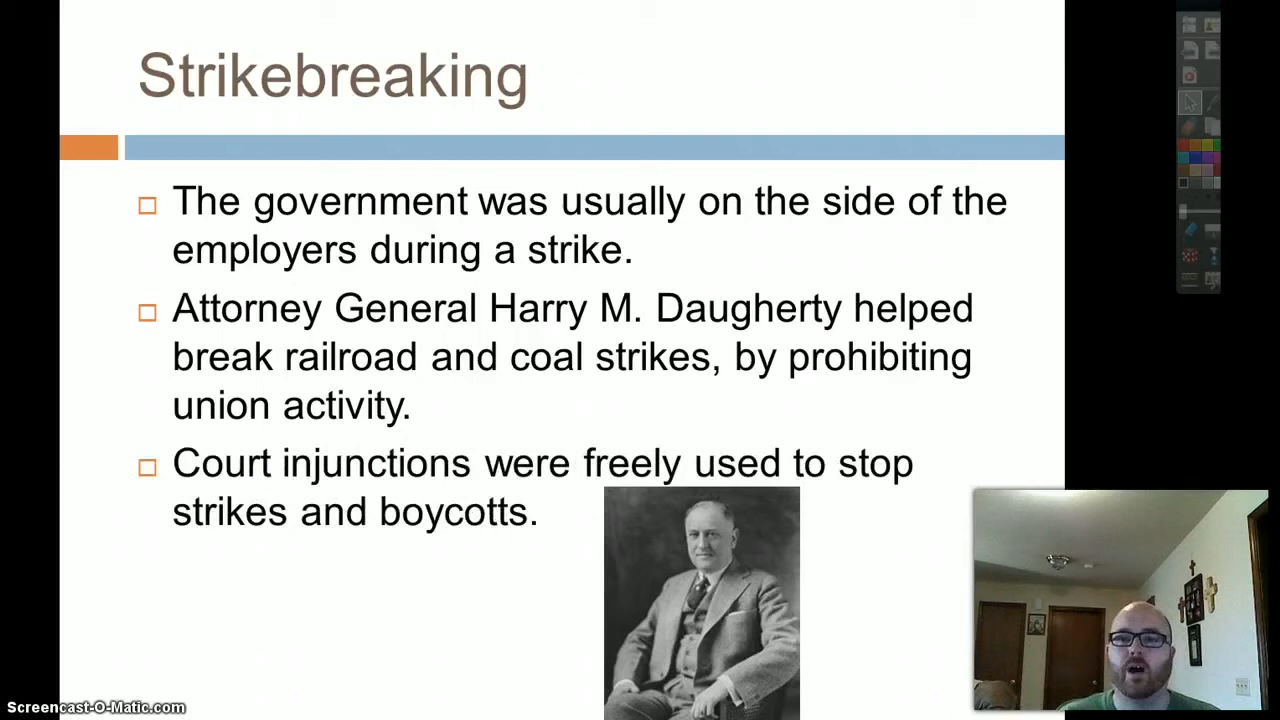 Strikebreaking
The government was usually on the side of the
employers during a strike.
Attorney General Harry M. Daugherty helped
break railroad and coal strikes, by prohibiting
union activity.
Court injunctions were freely used to stop
strikes and boycotts.
Screencast-O-Matic.com